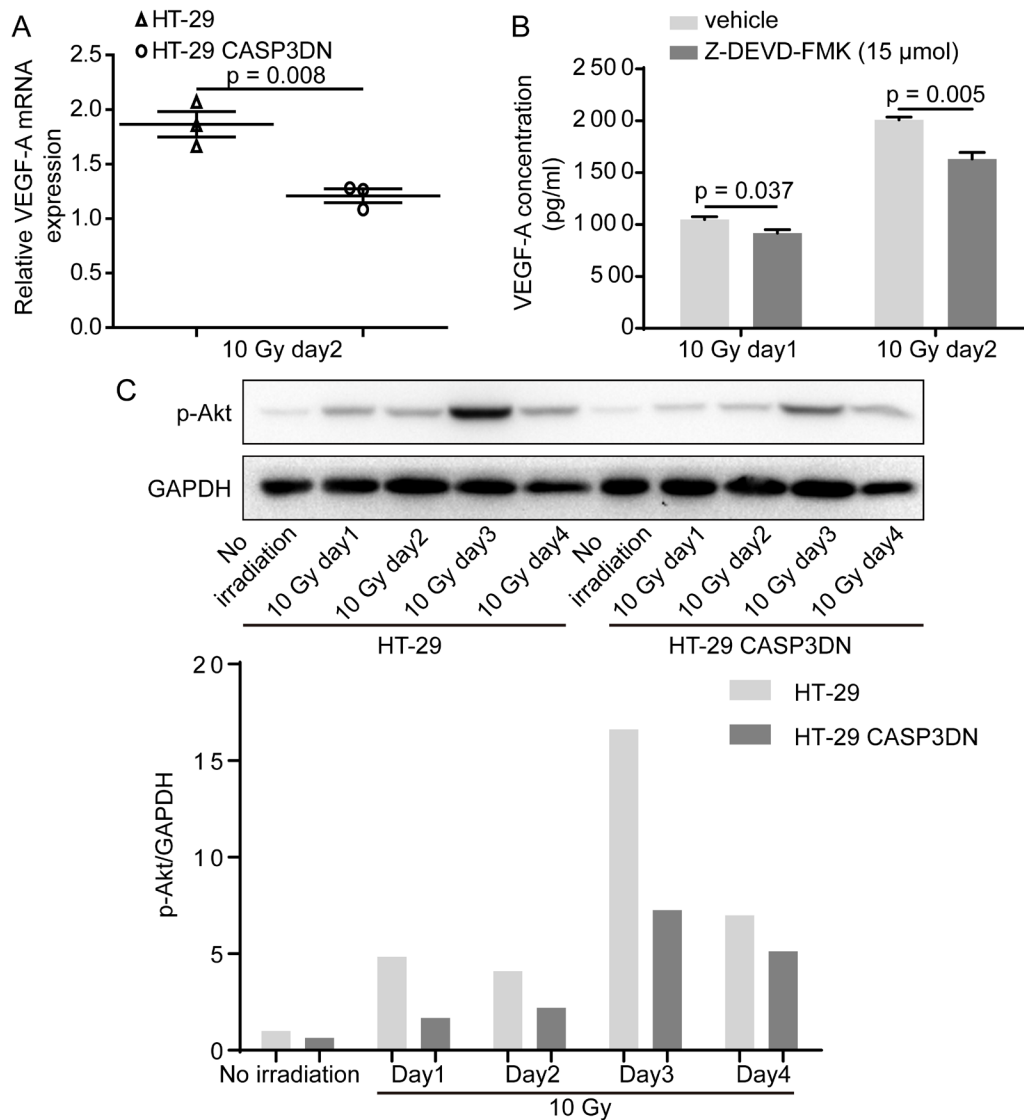 A
HT-29
HT-29 CASP3DN
p = 0.008
2.5
2.0
1.5
1.0
0.5
0.0
Relative VEGF-A mRNA
expression
10 Gy day2
B
vehicle
Z-DEVD-FMK (15 μmol)
2500
2000
1500
1000
500
0
VEGF-A concentration
(pg/ml)
p = 0.037
p = 0.005
10 Gy day1
10 Gy day2
C
p-Akt
GAPDH
No
irradiation
10 Gy day1
10 Gy day2
10 Gy day3
10 Gy day4
No
irradiation
10 Gy day1
10 Gy day2
10 Gy day3
10 Gy day4
HT-29
HT-29 CASP3DN
20
15
10
5
0
p-Akt/GAPDH
HT-29
HT-29 CASP3DN
No irradiation
Day1
Day2
Day3
Day4
10 Gy